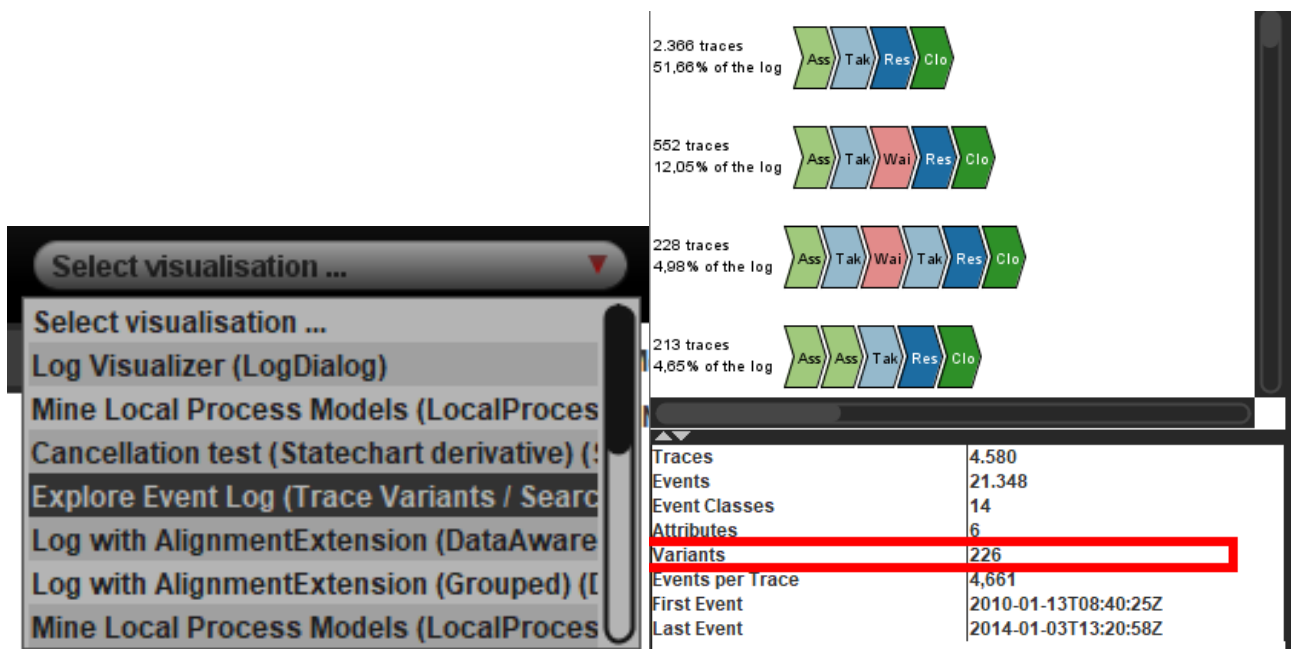 Select visualisation ...
Select visualisation ...
Log Visualizer (LogDialog)
Mine Local Process Models (LocalProces
Cancellation test (Statechart derivative) (
Explore Event Log (Trace Variants / Searc
Log with AlignmentExtension (DataAware
Log with AlignmentExtension (Grouped) (
Mine Local Process Models (LocalProces
2.366 traces
51,66% of the log
Ass Tak Res Clo
552 traces
12,05% of the log
Ass Tak Wai Res Clo
228 traces
4,98% of the log
Ass Tak Wai Tak Res Clo
213 traces
4,65% of the log
Ass Ass Tak Res Clo
Traces 4.580
Events 21.348
Event Classes 14
Attributes 6
Variants 226
Events per Trace 4,661
First Event 2010-01-13T08:40:25Z
Last Event 2014-01-03T13:20:58Z